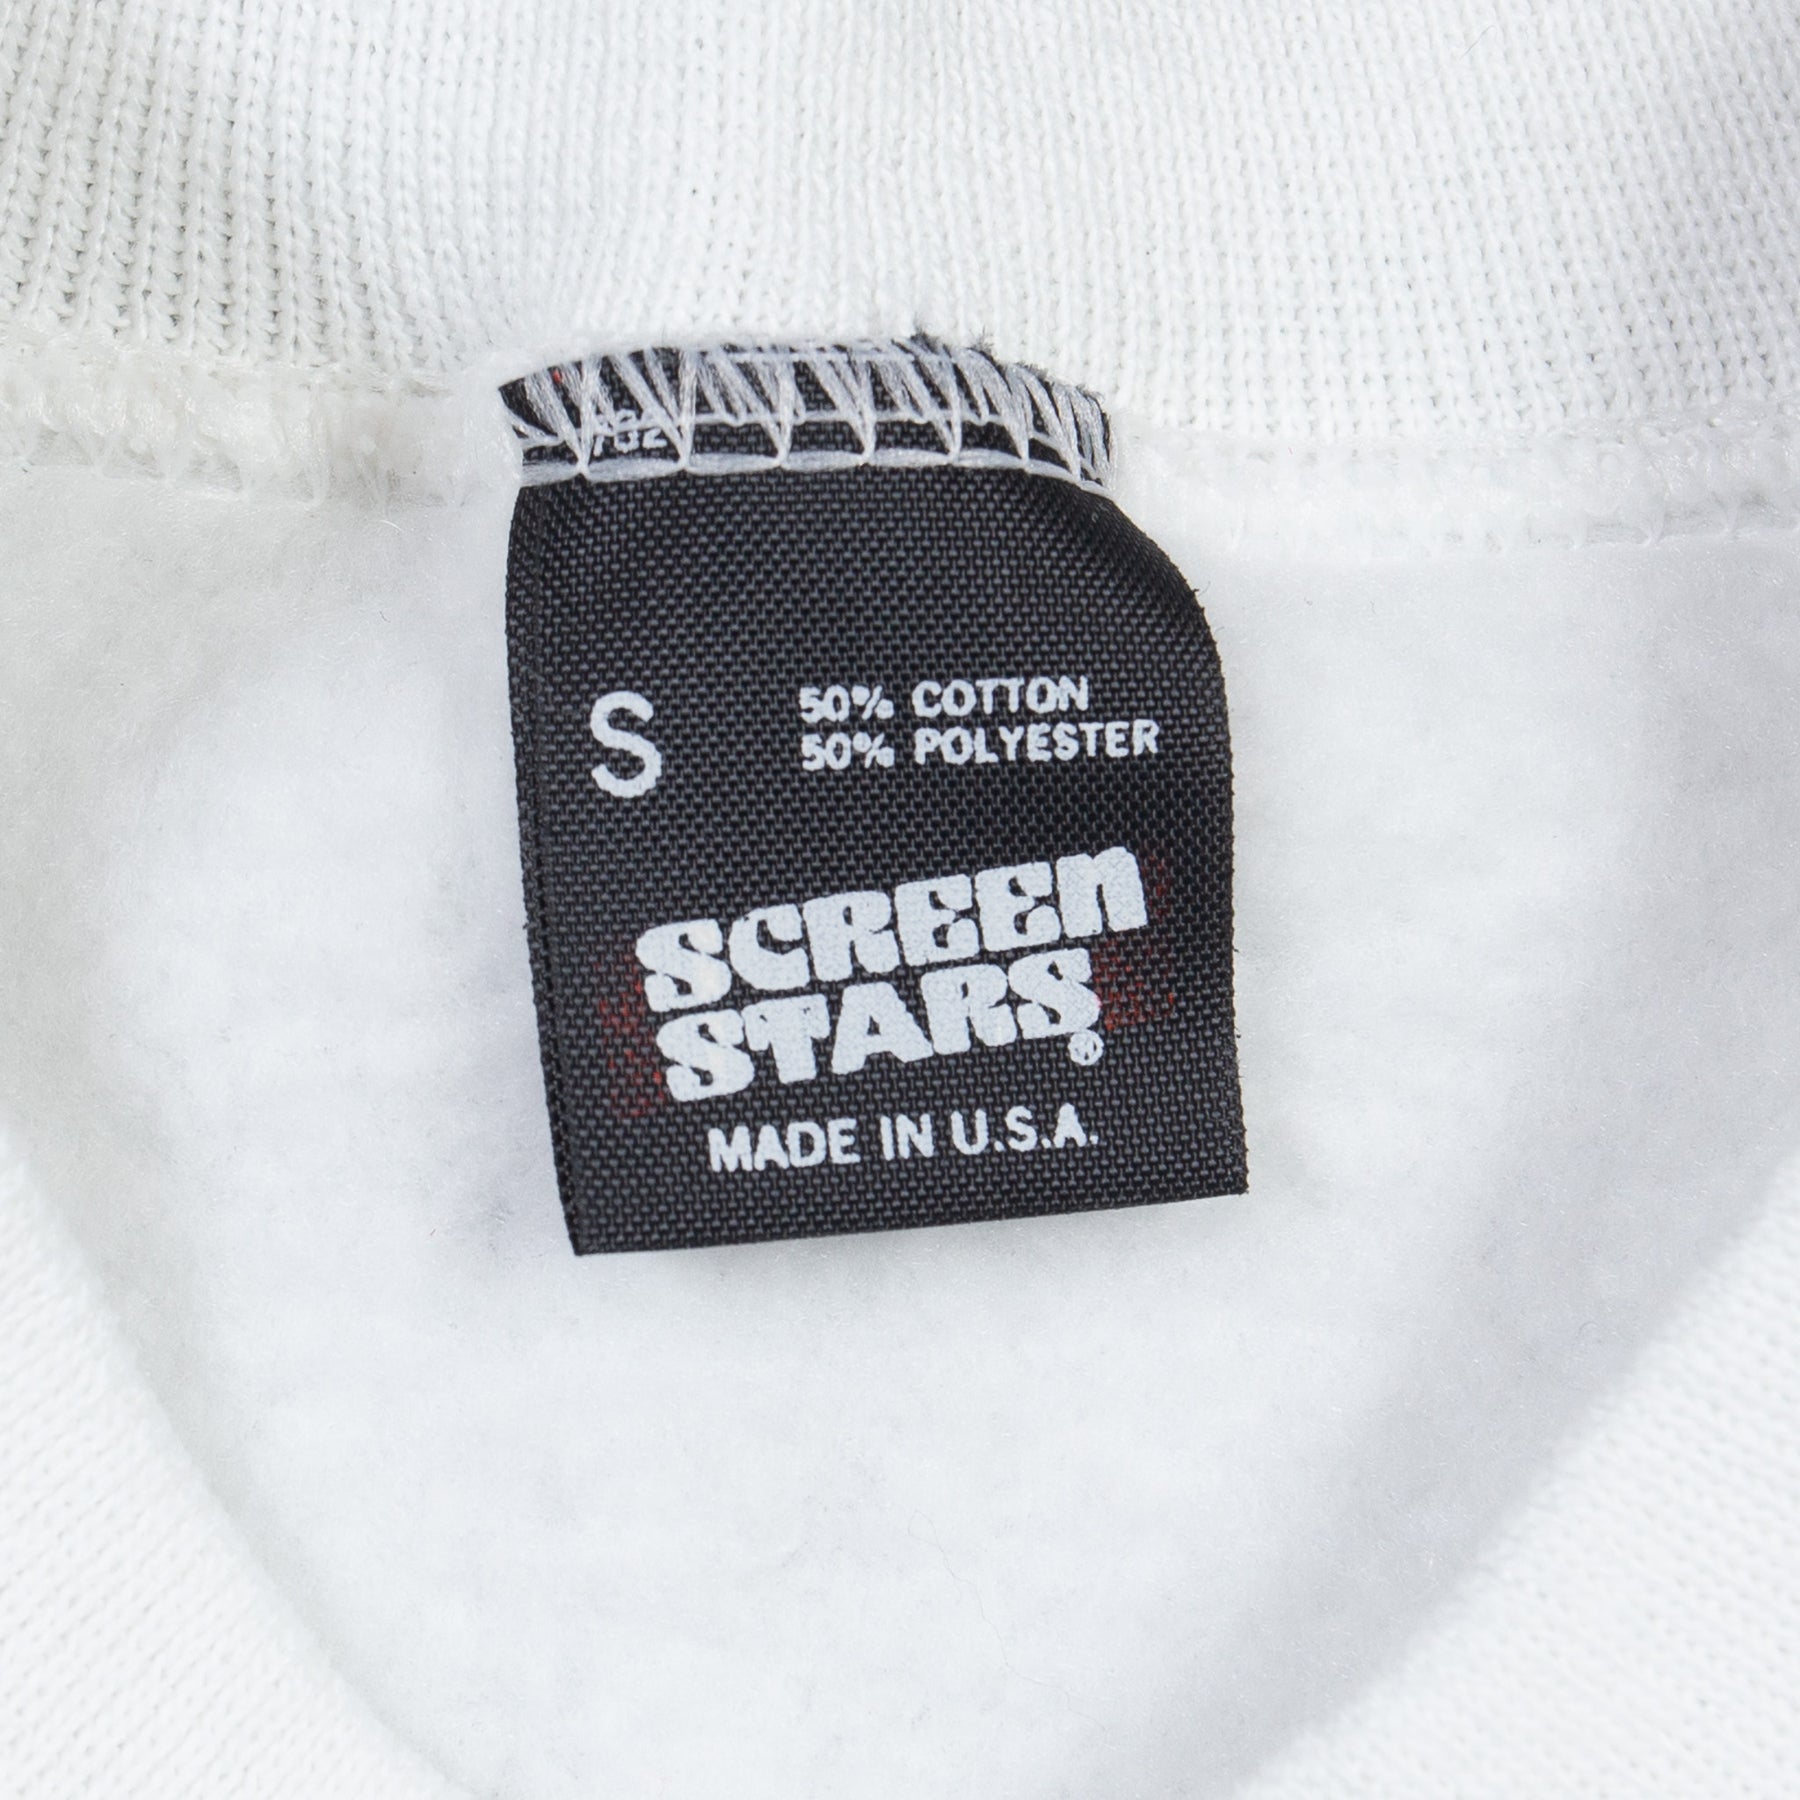 S
50% COTTON
50% POLYESTER
SCREEN
STARS®
MADE IN U.S.A.